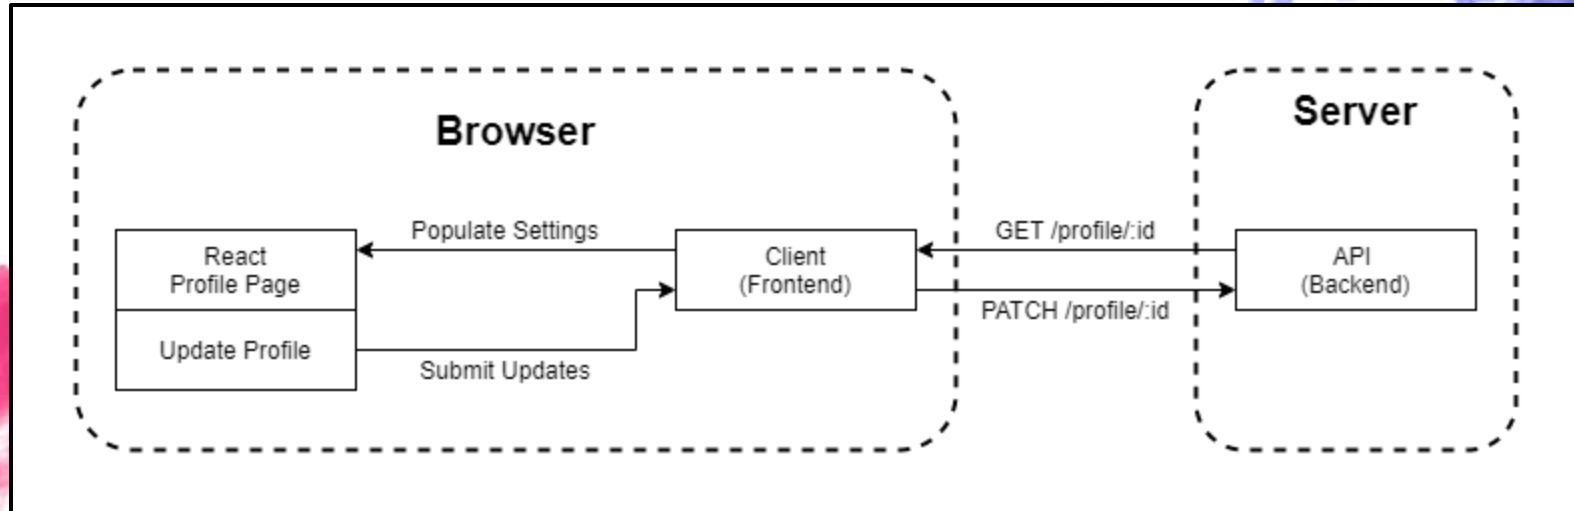 Browser
Server
Populate Settings
GET /profile/:id
React
Profile Page
Client
(Frontend)
API
(Backend)
PATCH /profile/:id
Update Profile
Submit Updates